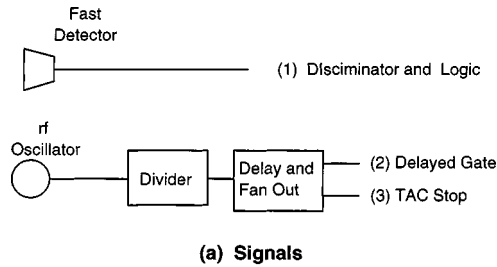 Fast
Detector
(1) DIsciminator and Logic
rf
Oscillator
Divider
Delay and
Fan Out
(2) Delayed Gate
(3) TAC Stop
(a) Signals